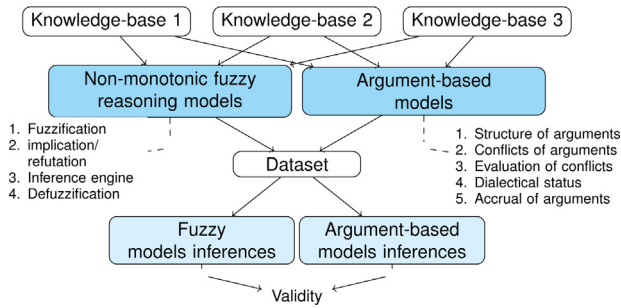 Knowledge-base 1
Knowledge-base 2
Knowledge-base 3
Non-monotonic fuzzy
reasoning models
Argument-based
models
1. Fuzzification
2. implication/
refutation
3. Inference engine
4. Defuzzification
1. Structure of arguments
2. Conflicts of arguments
3. Evaluation of conflicts
4. Dialectical status
5. Accrual of arguments
Dataset
Fuzzy
models inferences
Argument-based
models inferences
Validity